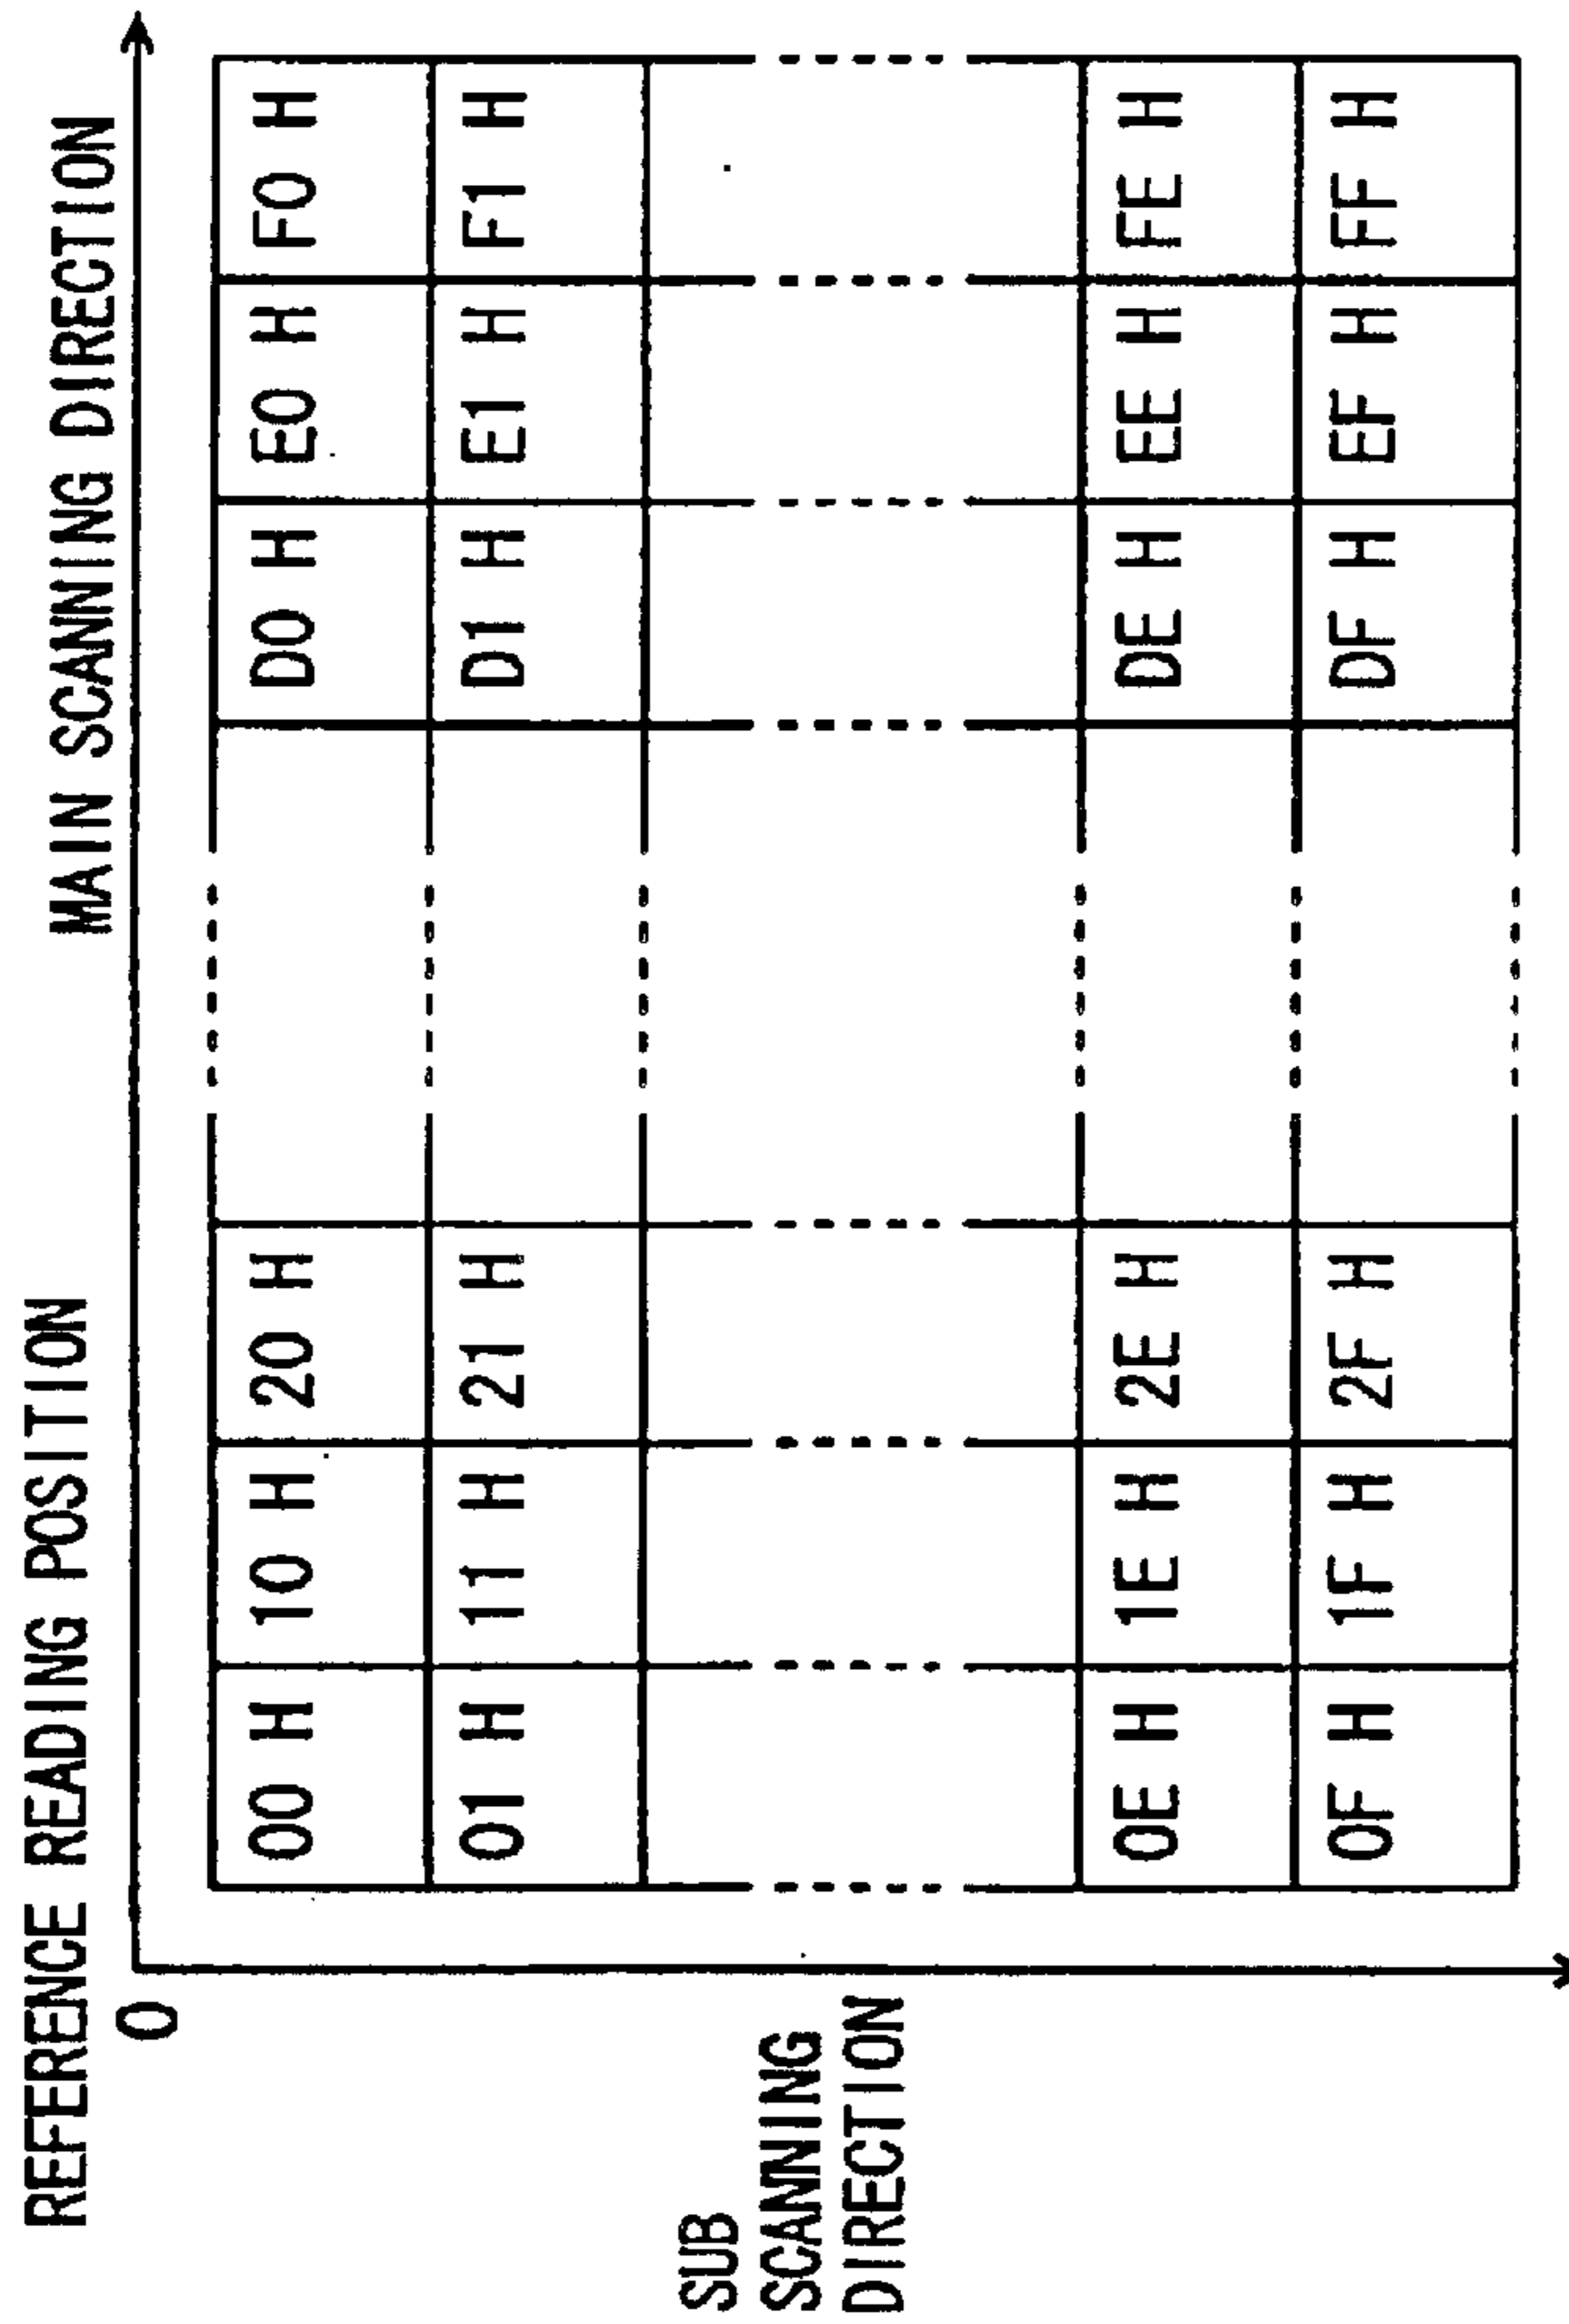 REFERENCE READING POSITION
MAIN SCANNING DIRECTION
0
SUB
SCANNING
DIRECTION
00 H 10 H 20 H D0 H E0 H F0 H
01 H 11 H 21 H D1 H E1 H F1 H
0E H 1E H 2E H DE H EE H FE H
0F H 1F H 2F H DF H EF H FF H